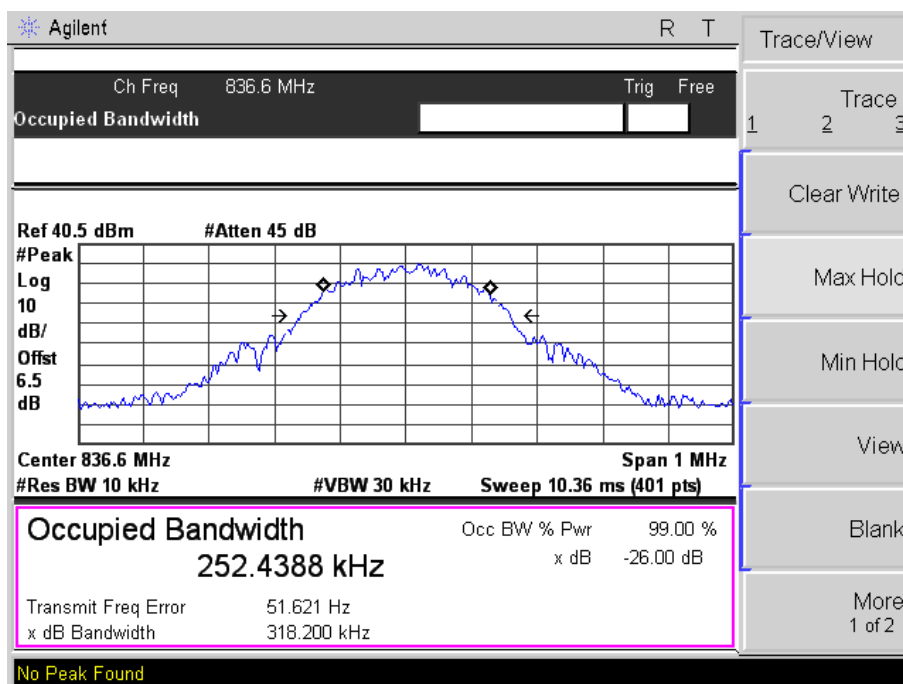 Agilent
R T
Trace/View
Ch Freq 836.6 MHz Trig Free
Occupied Bandwidth
Trace
1 2 3
Clear Write
Max Hold
Min Hold
View
Blank
More
1 of 2
Ref 40.5 dBm #Atten 45 dB
#Peak
Log
10
dB/
Offst
6.5
dB
Center 836.6 MHz Span 1 MHz
#Res BW 10 kHz #VBW 30 kHz Sweep 10.36 ms (401 pts)
Occupied Bandwidth
252.4388 kHz
Occ BW % Pwr 99.00 %
x dB -26.00 dB
Transmit Freq Error 51.621 Hz
x dB Bandwidth 318.200 kHz
No Peak Found